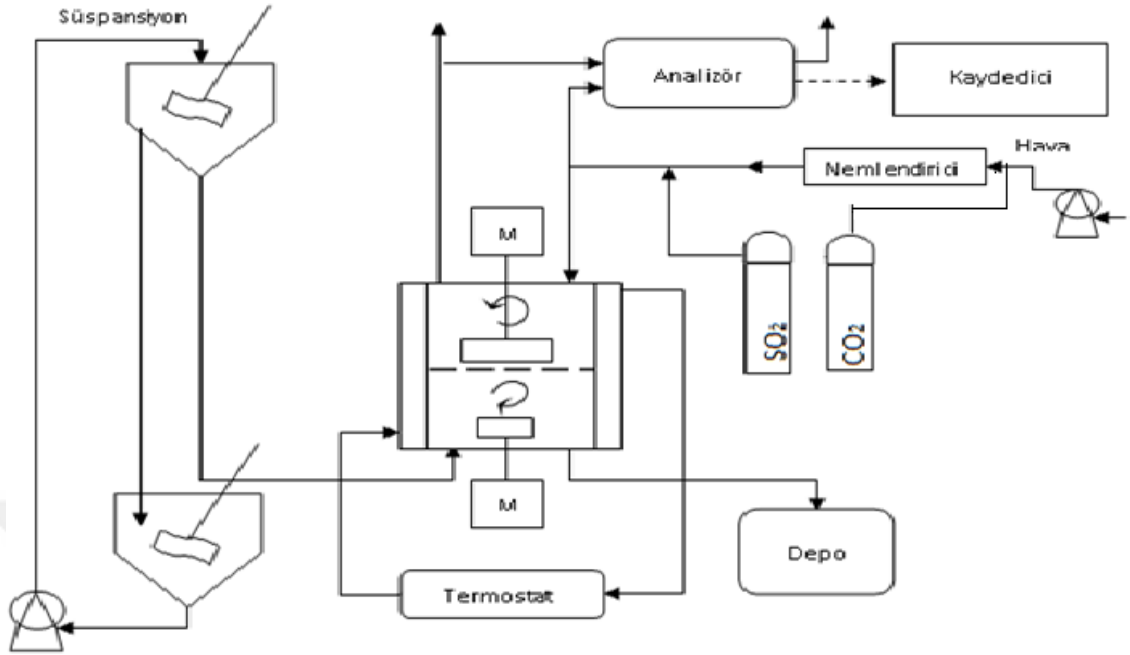 Süspansiyon
Analizör
Kaydedici
Hava
Nemlendirici
M
SO₂
CO₂
M
Depo
Termostat